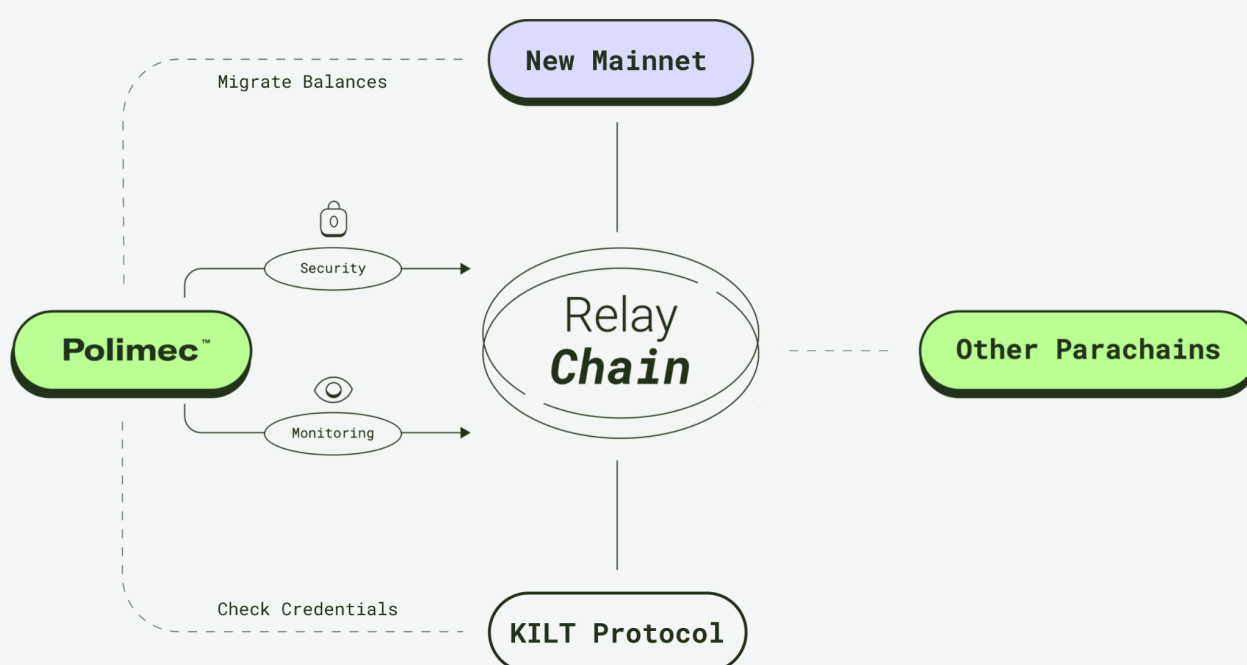 New Mainnet
Migrate Balances
Security
Polimec™
Relay
Chain
Other Parachains
Monitoring
Check Credentials
KILT Protocol